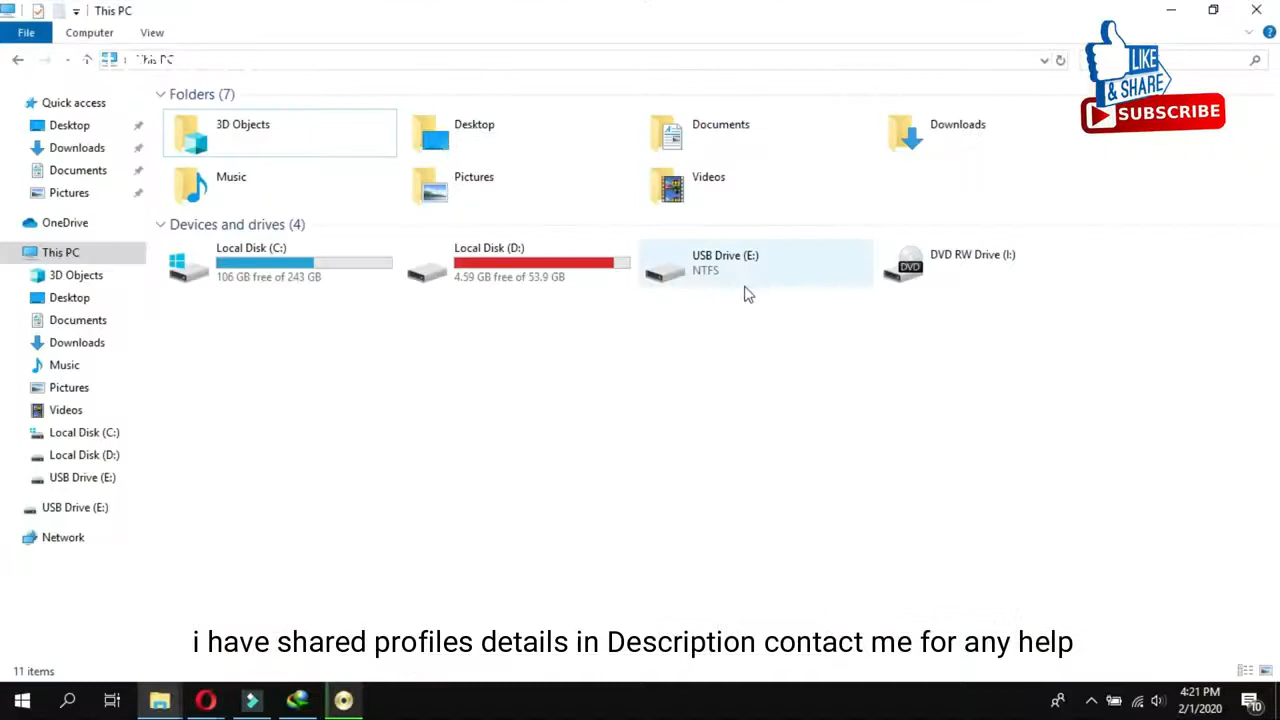 This PC
File
Computer
View
This PC
LIKE
& SHARE
SUBSCRIBE
Quick access
Desktop
Downloads
Documents
Pictures
OneDrive
This PC
3D Objects
Desktop
Documents
Downloads
Music
Pictures
Videos
Local Disk (C:)
Local Disk (D:)
USB Drive (E:)
USB Drive (E:)
Network
Folders (7)
3D Objects
Desktop
Documents
Downloads
Music
Pictures
Videos
Devices and drives (4)
Local Disk (C:)
106 GB free of 243 GB
Local Disk (D:)
4.59 GB free of 53.9 GB
USB Drive (E:)
NTFS
DVD RW Drive (I:)
DVD
i have shared profiles details in Description contact me for any help
11 items
4:21 PM
2/1/2020
10